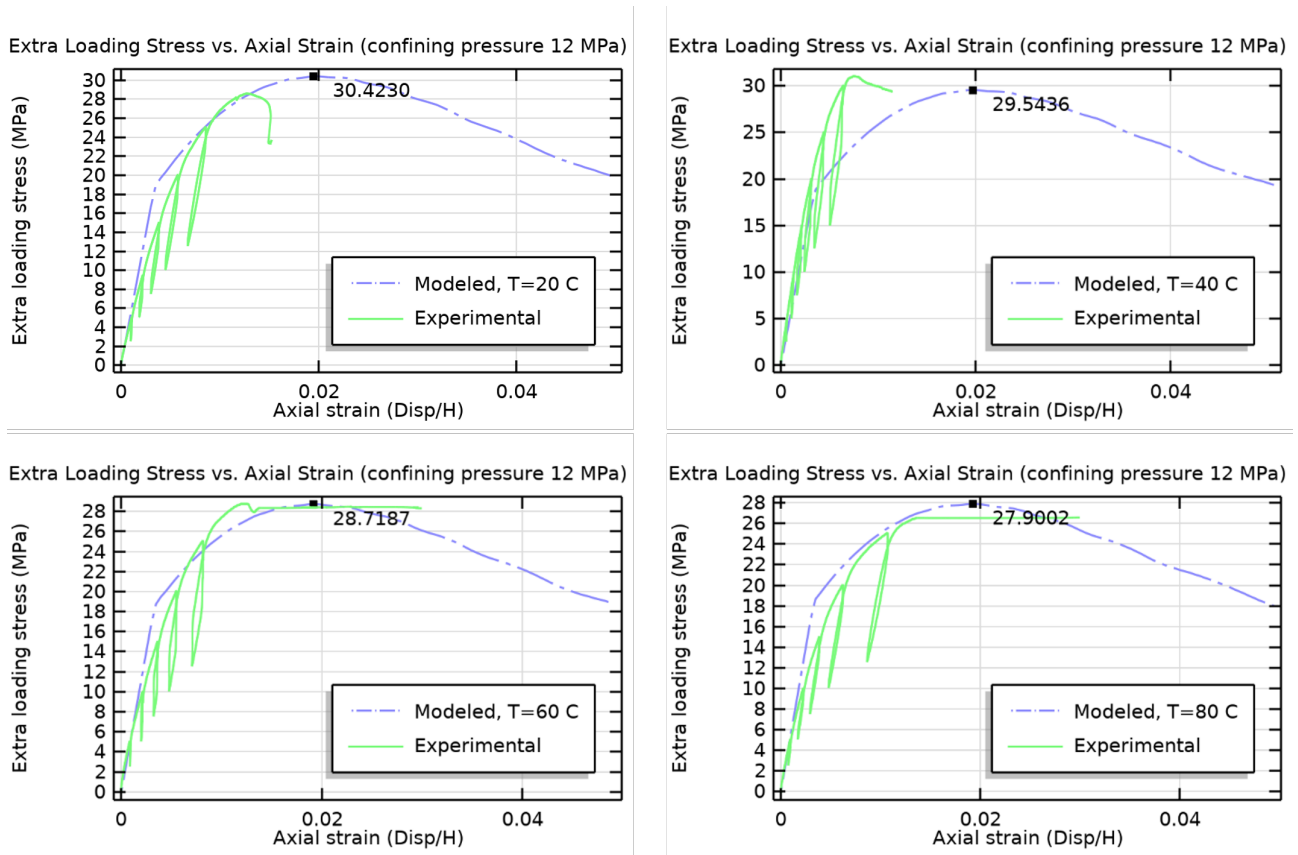 Extra Loading Stress vs. Axial Strain (confining pressure 12 MPa)
Extra loading stress (MPa)
30
28
26
24
22
20
18
16
14
12
10
8
6
4
2
0
30.4230
Modeled, T=20 C
Experimental
0 0.02 0.04
Axial strain (Disp/H)
Extra Loading Stress vs. Axial Strain (confining pressure 12 MPa)
Extra loading stress (MPa)
30
25
20
15
10
5
0
29.5436
Modeled, T=40 C
Experimental
0 0.02 0.04
Axial strain (Disp/H)
Extra Loading Stress vs. Axial Strain (confining pressure 12 MPa)
Extra loading stress (MPa)
28
26
24
22
20
18
16
14
12
10
8
6
4
2
0
28.7187
Modeled, T=60 C
Experimental
0 0.02 0.04
Axial strain (Disp/H)
Extra Loading Stress vs. Axial Strain (confining pressure 12 MPa)
Extra loading stress (MPa)
28
26
24
22
20
18
16
14
12
10
8
6
4
2
0
27.9002
Modeled, T=80 C
Experimental
0 0.02 0.04
Axial strain (Disp/H)